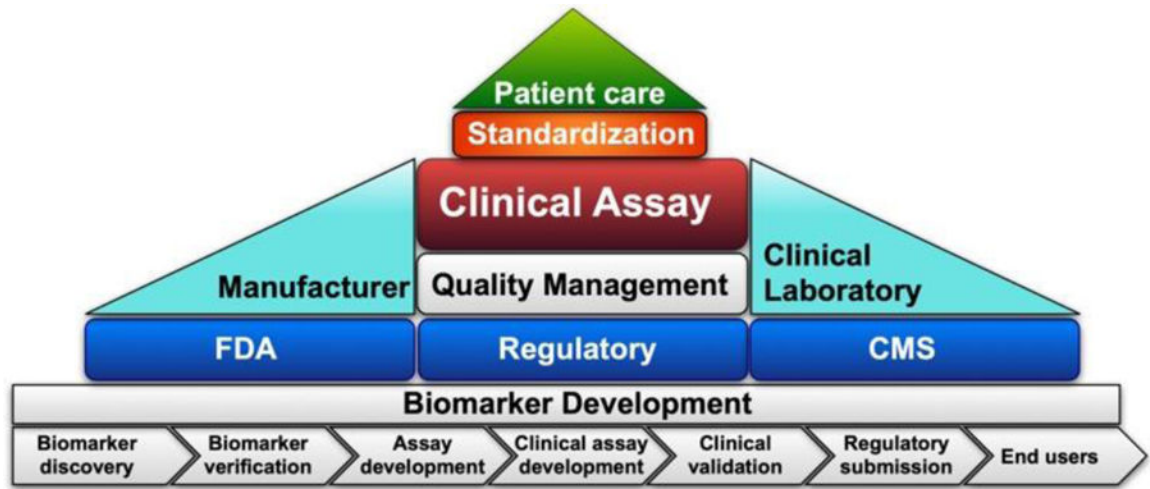 Patient care
Standardization
Clinical Assay
Manufacturer
Quality Management
Clinical
Laboratory
FDA
Regulatory
CMS
Biomarker Development
Biomarker
discovery
Biomarker
verification
Assay
development
Clinical assay
development
Clinical
validation
Regulatory
submission
End users